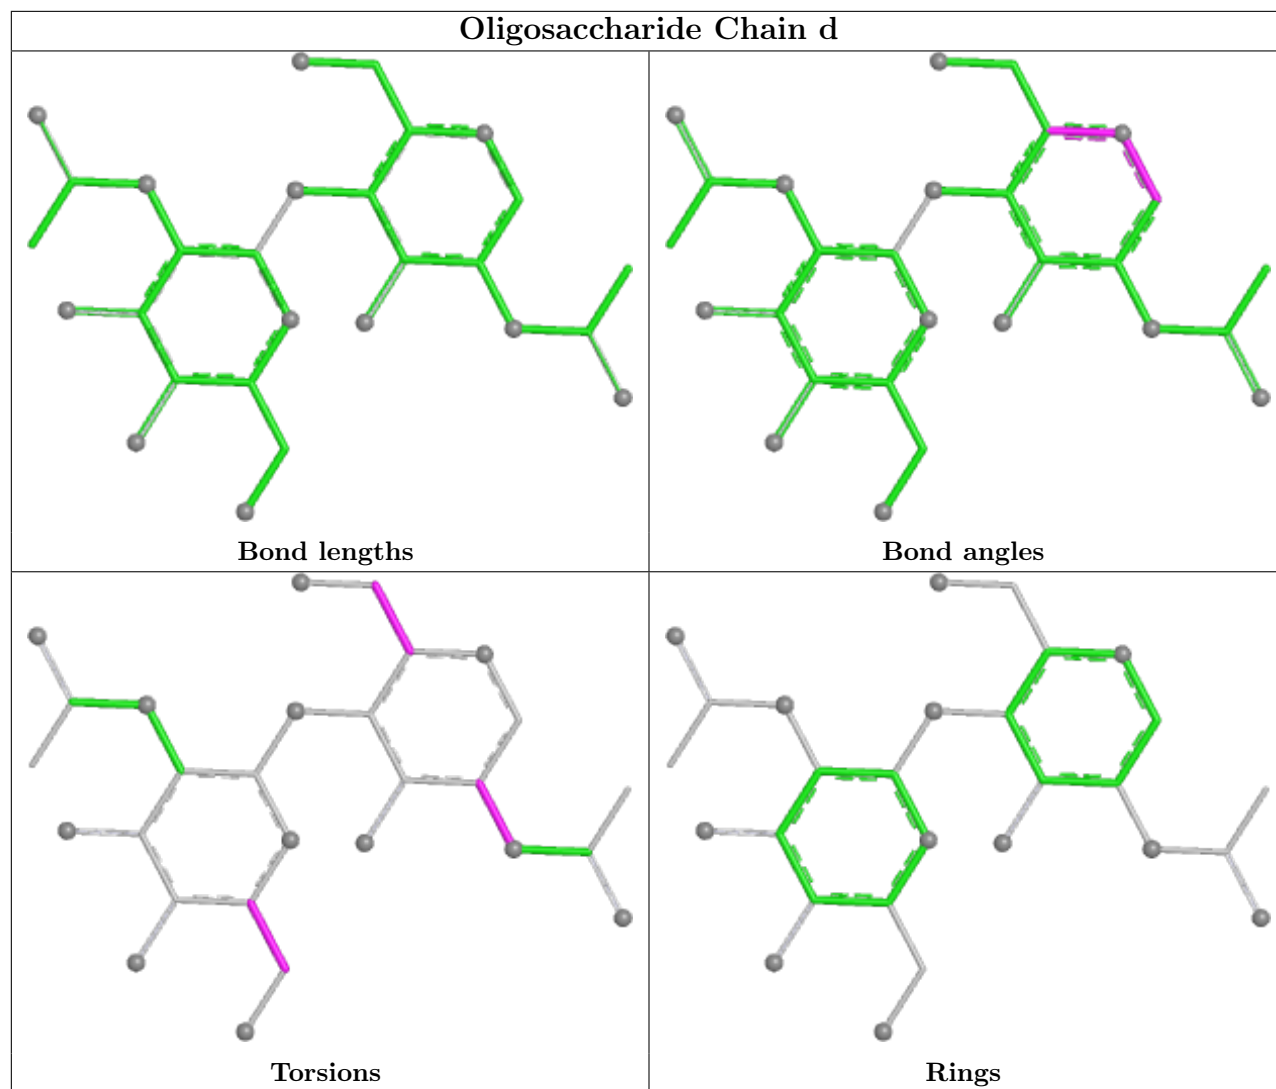 Oligosaccharide Chain d
Bond lengths
Bond angles
Torsions
Rings